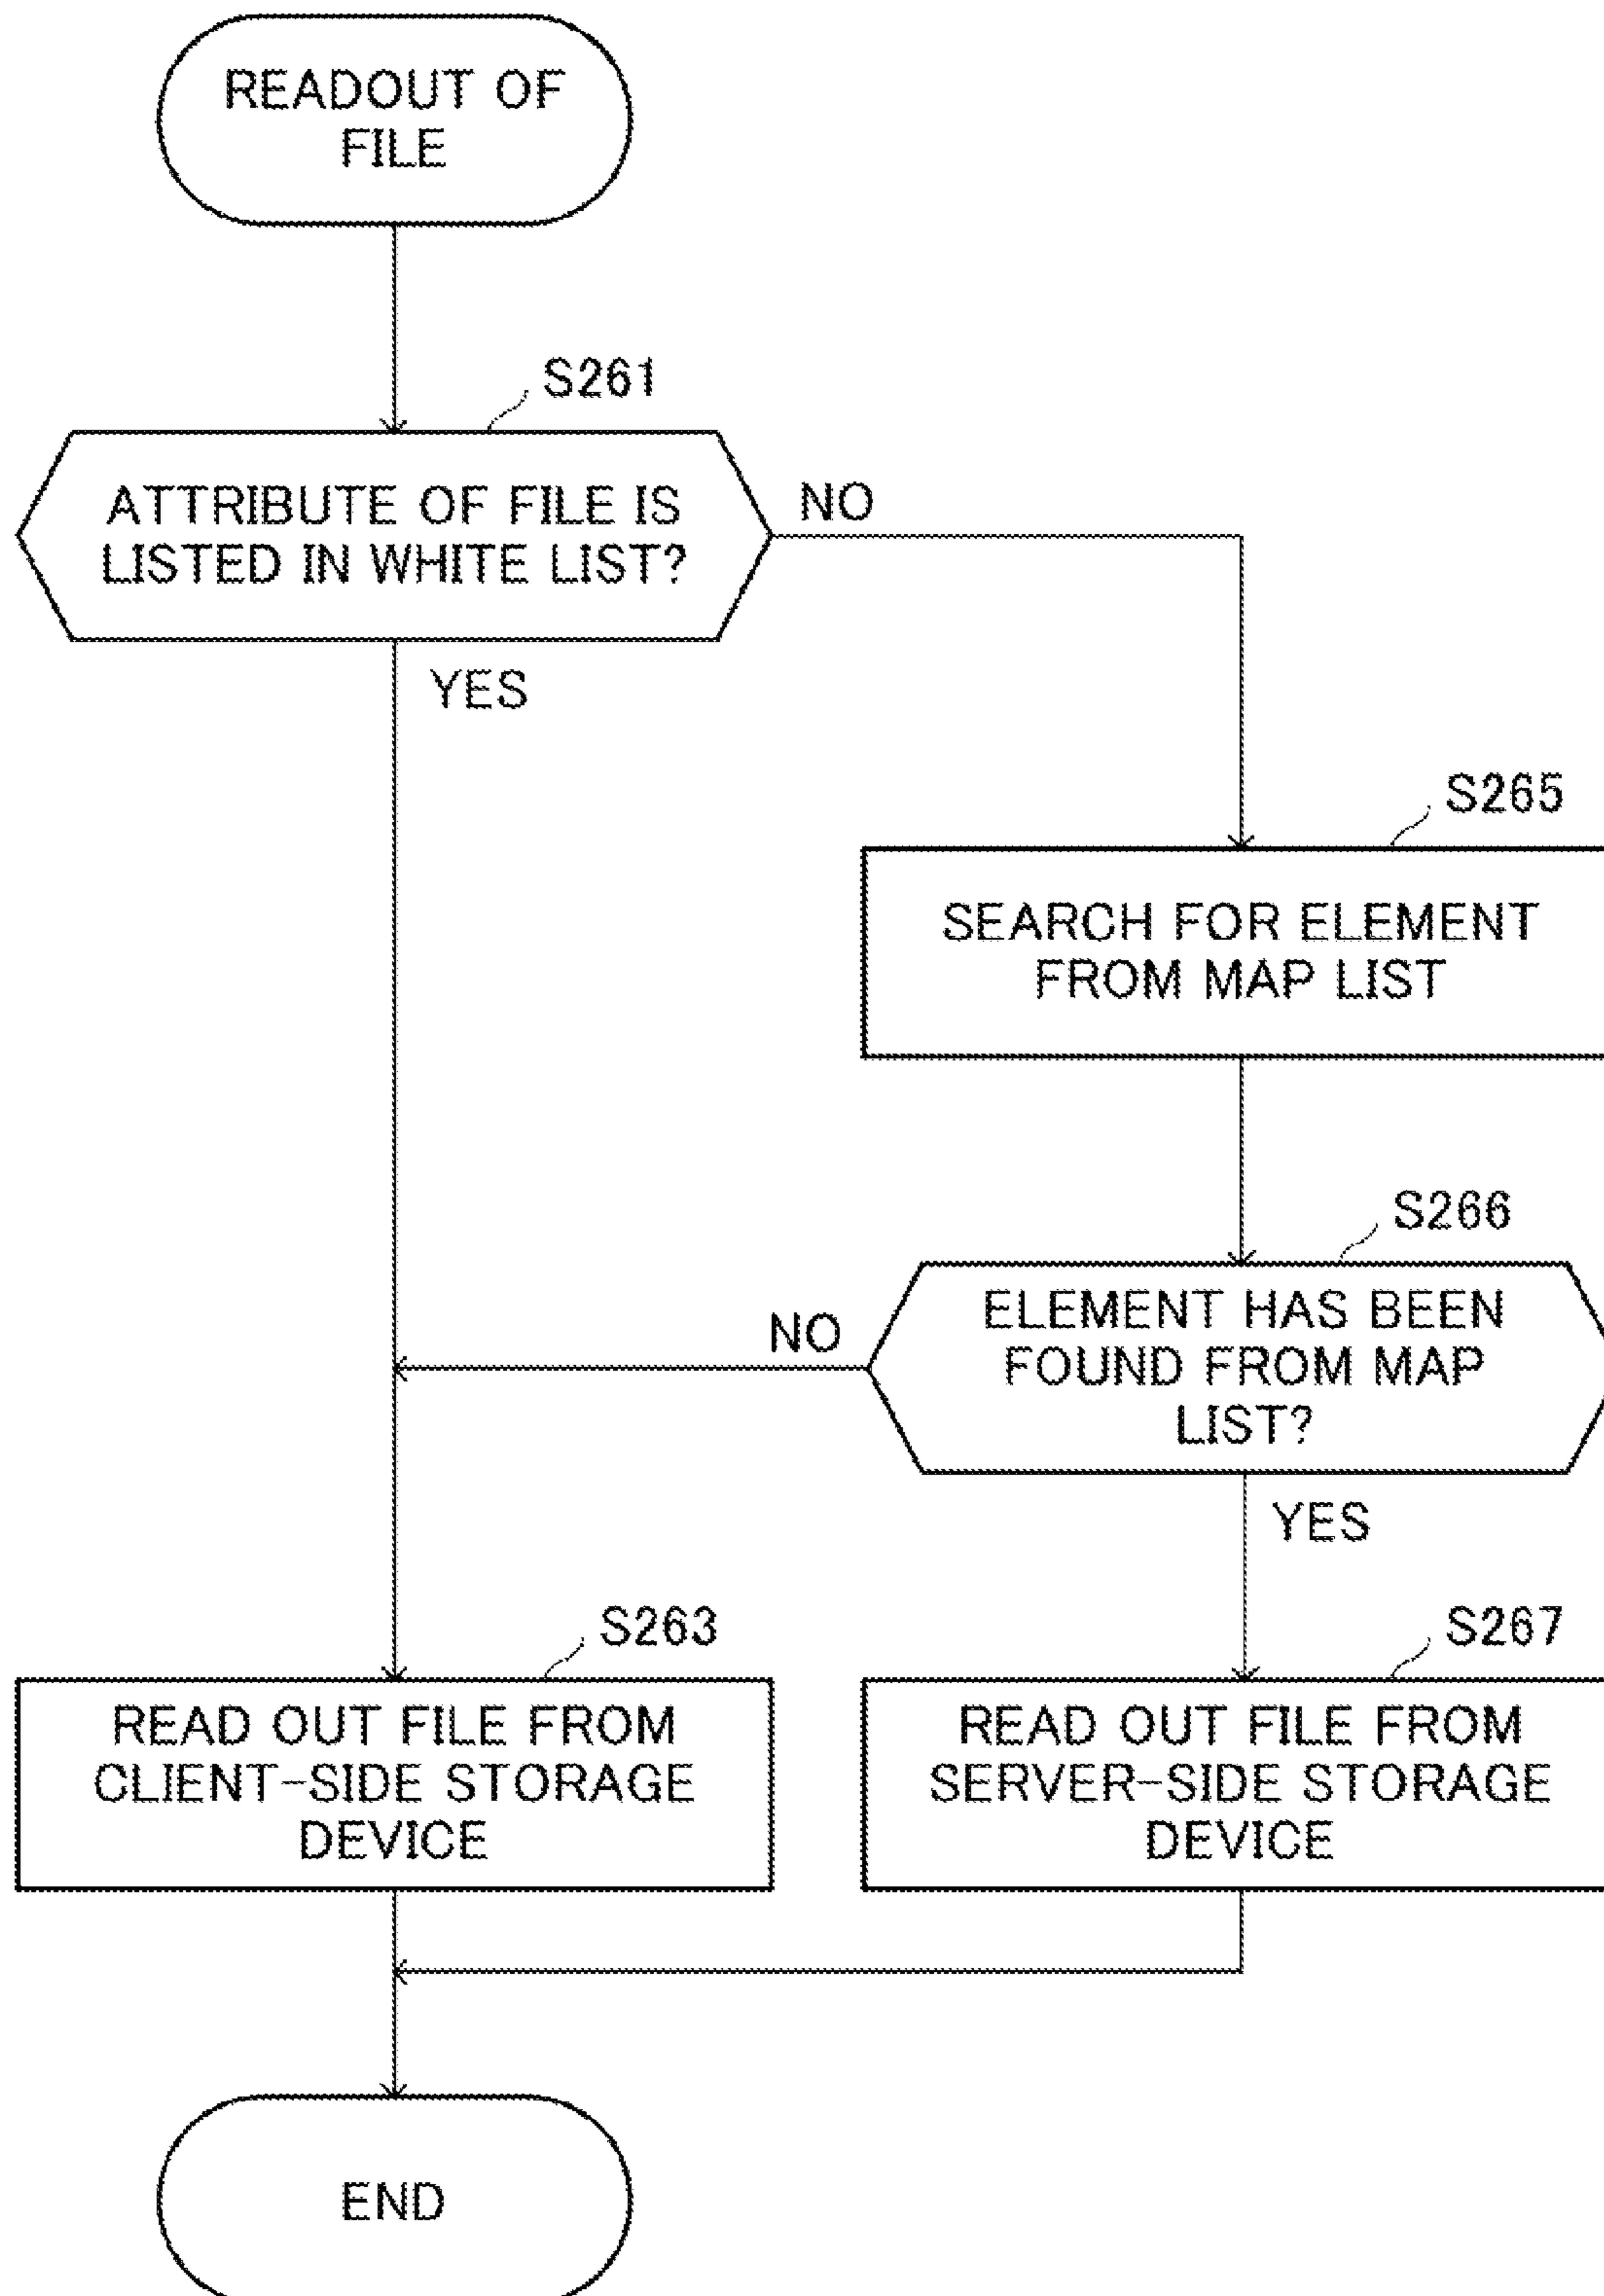 READOUT OF
FILE
S261
ATTRIBUTE OF FILE IS
LISTED IN WHITE LIST?
NO
YES
S265
SEARCH FOR ELEMENT
FROM MAP LIST
S266
ELEMENT HAS BEEN
FOUND FROM MAP
LIST?
NO
YES
S263
READ OUT FILE FROM
CLIENT-SIDE STORAGE
DEVICE
S267
READ OUT FILE FROM
SERVER-SIDE STORAGE
DEVICE
END